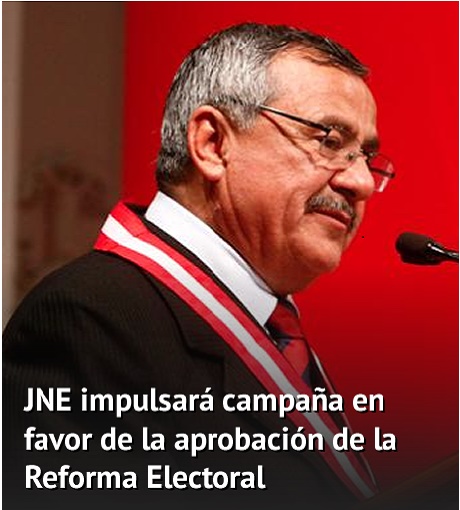 JNE impulsará campaña en
favor de la aprobación de la
Reforma Electoral